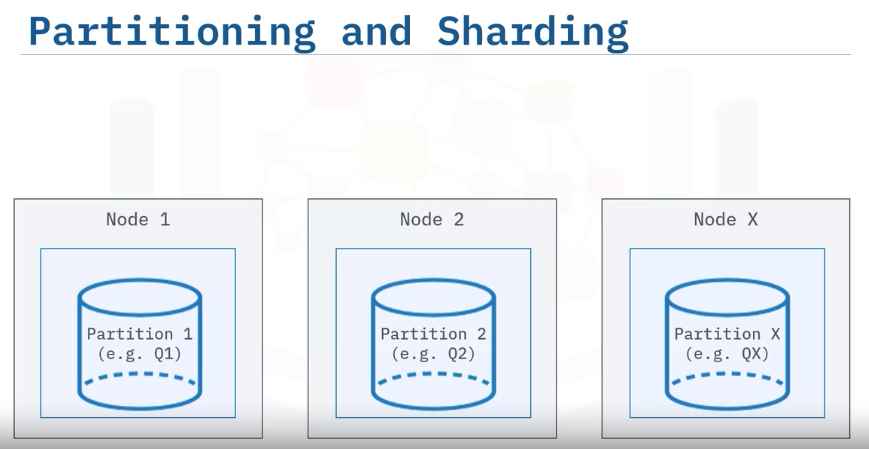 Partitioning and Sharding
Node 1
Partition 1
(e.g. Q1)
Node 2
Partition 2
(e.g. Q2)
Node X
Partition X
(e.g. QX)